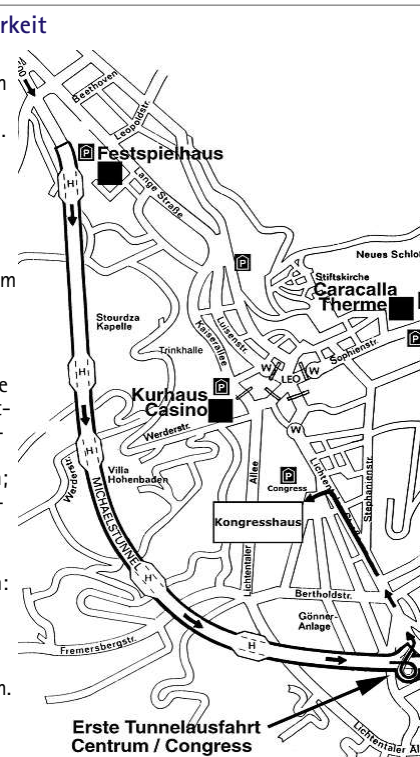 rkeit
Beethoven
Leopoldstr.
P Festspielhaus
Lange Straße
H
P
Neues Schlo
Stiftskirche
Caracalla
Therme
P
Stourdza
Kapelle
Kaiserallee
Luisenstr.
Trinkhalle
Sophienstr.
W
LEO
W
H
P
Kurhaus
Casino
Werderstr.
W
H
Werderstr.
Villa
Hohenbaden
MICHAELSTUNNEL
Allee
P
Congress
Stephanienstr.
Kongresshaus
Lichtentaler
H
Bertholdstr.
Gönner-
Anlage
Fremersbergstr.
H
Erste Tunnelausfahrt
Centrum / Congress
Lichtentaler Al